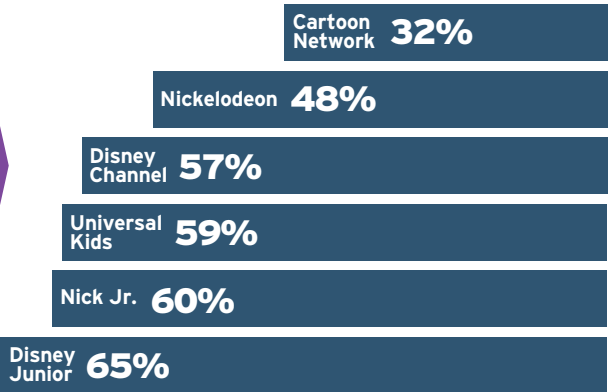 Cartoon
Network 32%
Nickelodeon 48%
Disney
Channel 57%
Universal
Kids 59%
Nick Jr. 60%
Disney
Junior 65%